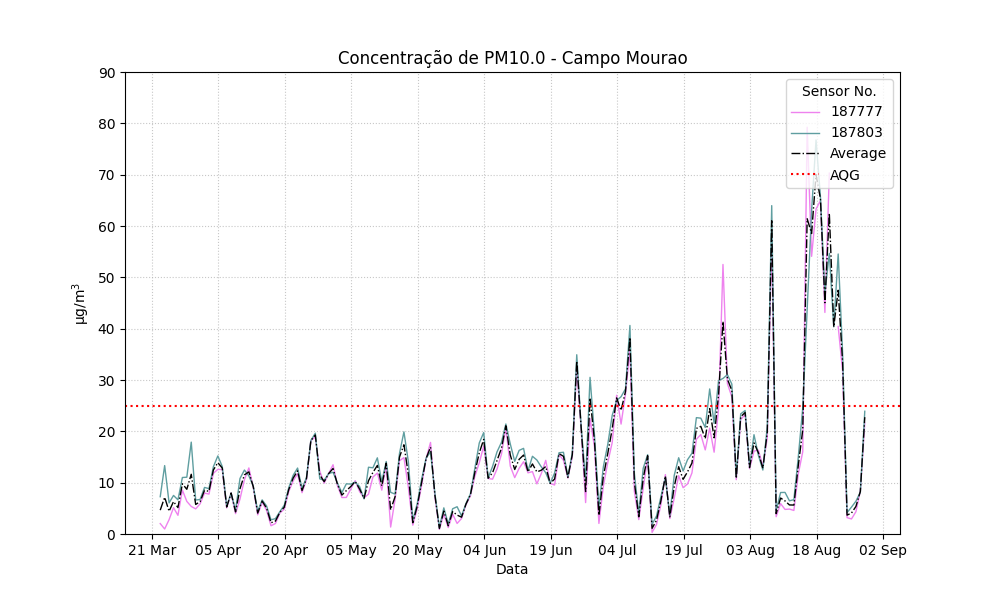 Concentração de PM10.0 - Campo Mourao
Sensor No.
187777
187803
Average
AQG
µg/m³
90
80
70
60
50
40
30
20
10
0
21 Mar 05 Apr 20 Apr 05 May 20 May 04 Jun 19 Jun 04 Jul 19 Jul 03 Aug 18 Aug 02 Sep
Data